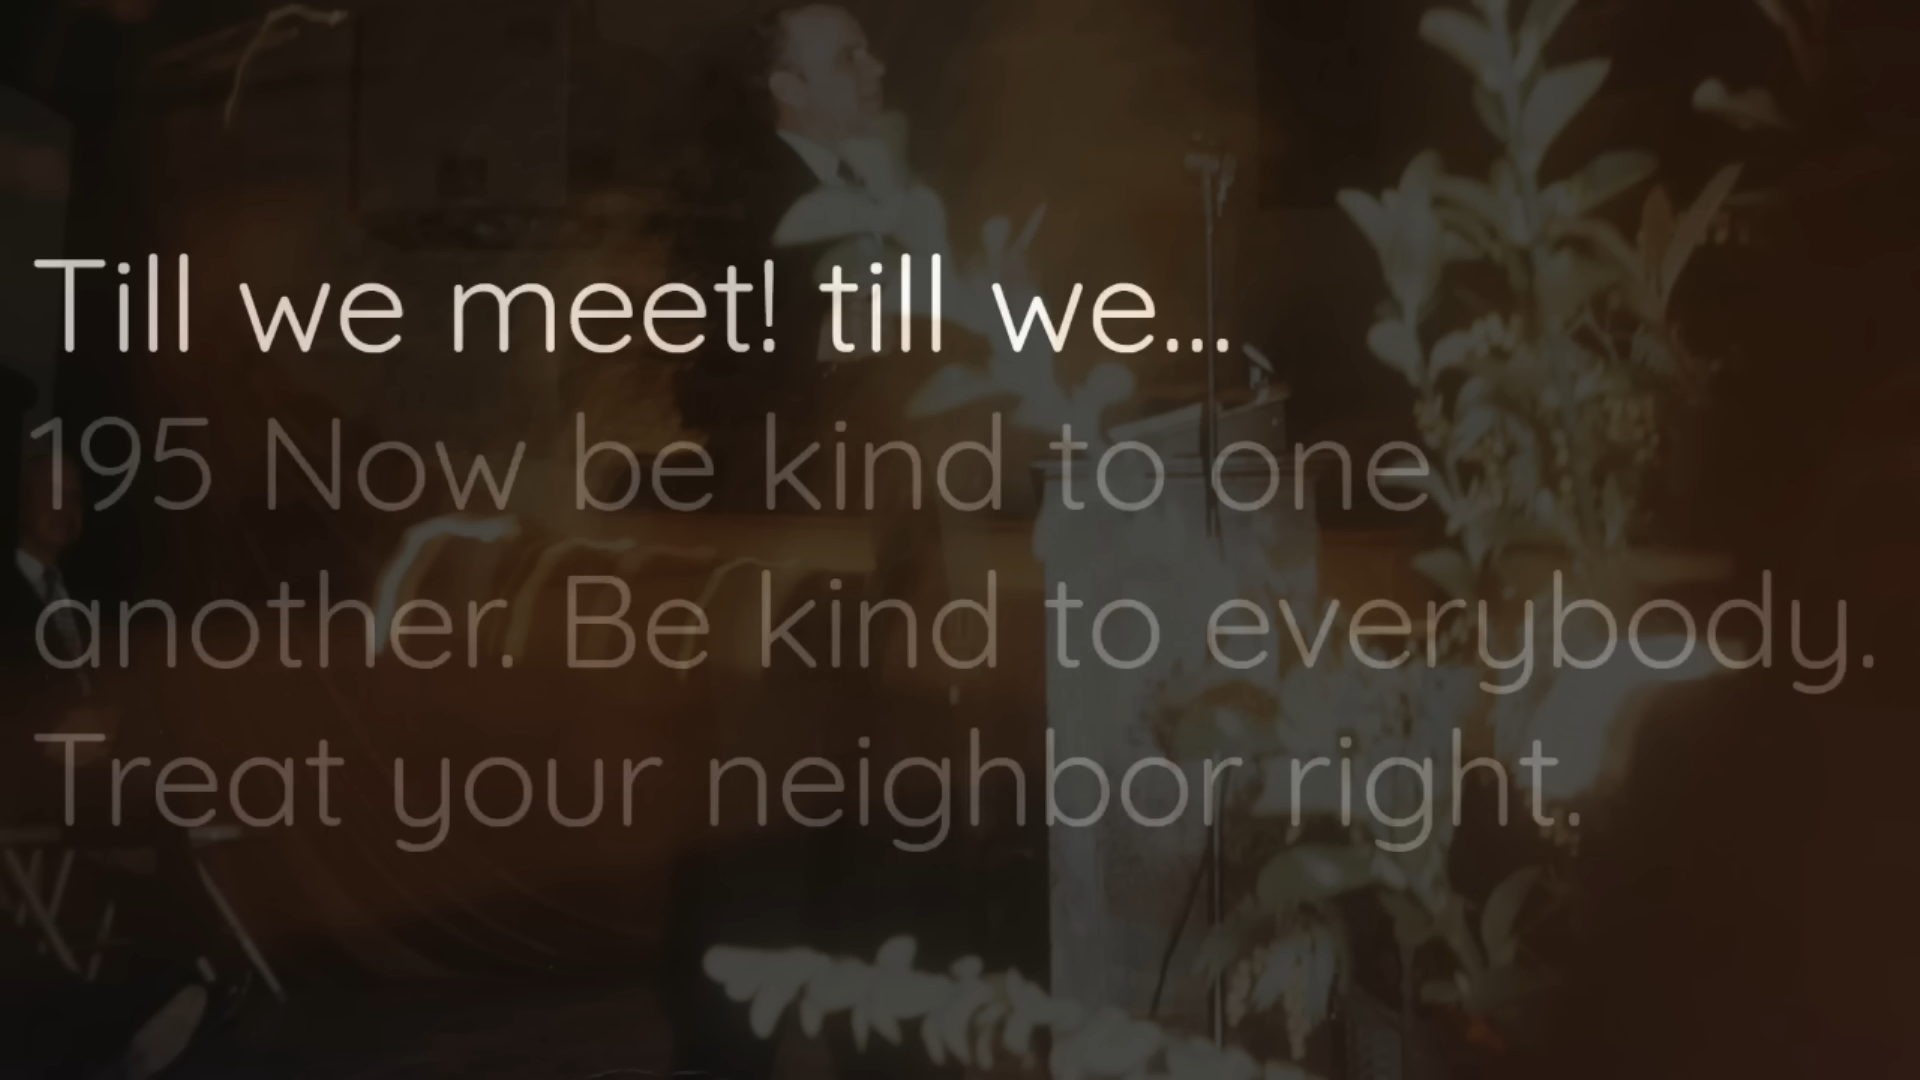 Till we meet! till we...
195 Now be kind to one
another. Be kind to everybody.
Treat your neighbor right.